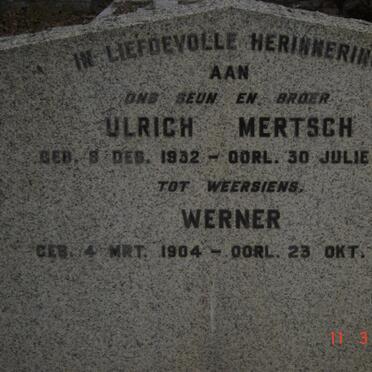 IN LIEFDEVOLLE HERINNERIN
AAN
ONS SEUN EN BROER
ULRICH MERTSCH
GEB. 8 DES. 1932 – OORL. 30 JULIE
TOT WEERSIENS.
WERNER
GEB. 4 MRT. 1904 – OORL. 23 OKT.
11 3